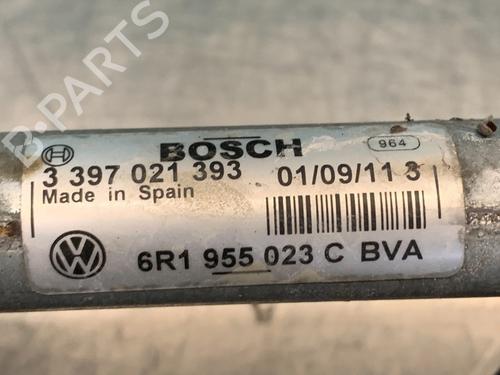 BOSCH
964
3 397 021 393
01/09/11 3
Made in Spain
6R1 955 023 C BVA
B-PARTS